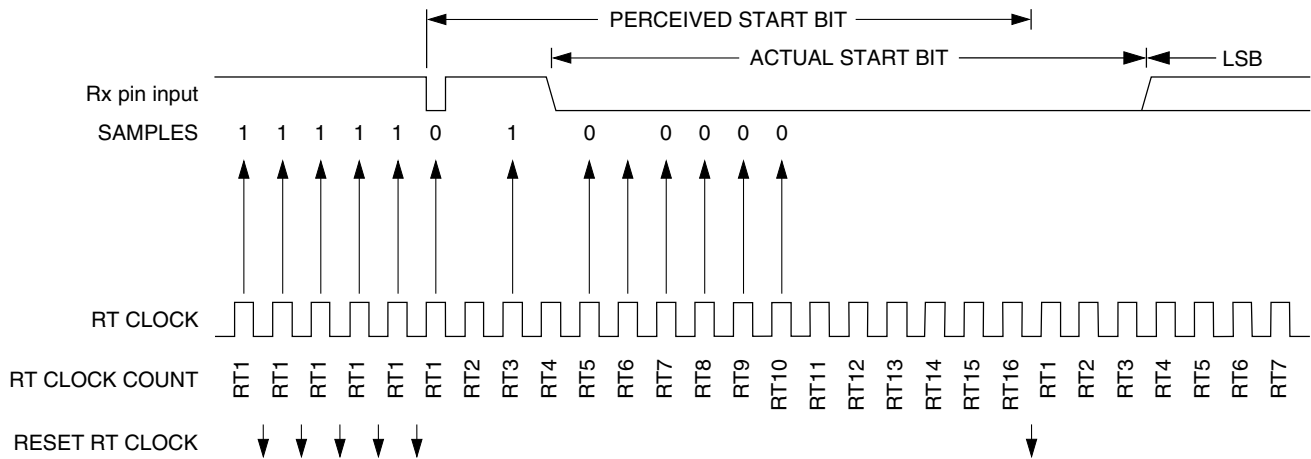 PERCEIVED START BIT
ACTUAL START BIT LSB
Rx pin input
SAMPLES 1 1 1 1 1 0 1 0 0 0 0 0
RT CLOCK
RT CLOCK COUNT RT1 RT1 RT1 RT1 RT1 RT1 RT2 RT3 RT4 RT5 RT6 RT7 RT8 RT9 RT10 RT11 RT12 RT13 RT14 RT15 RT16 RT1 RT2 RT3 RT4 RT5 RT6 RT7
RESET RT CLOCK